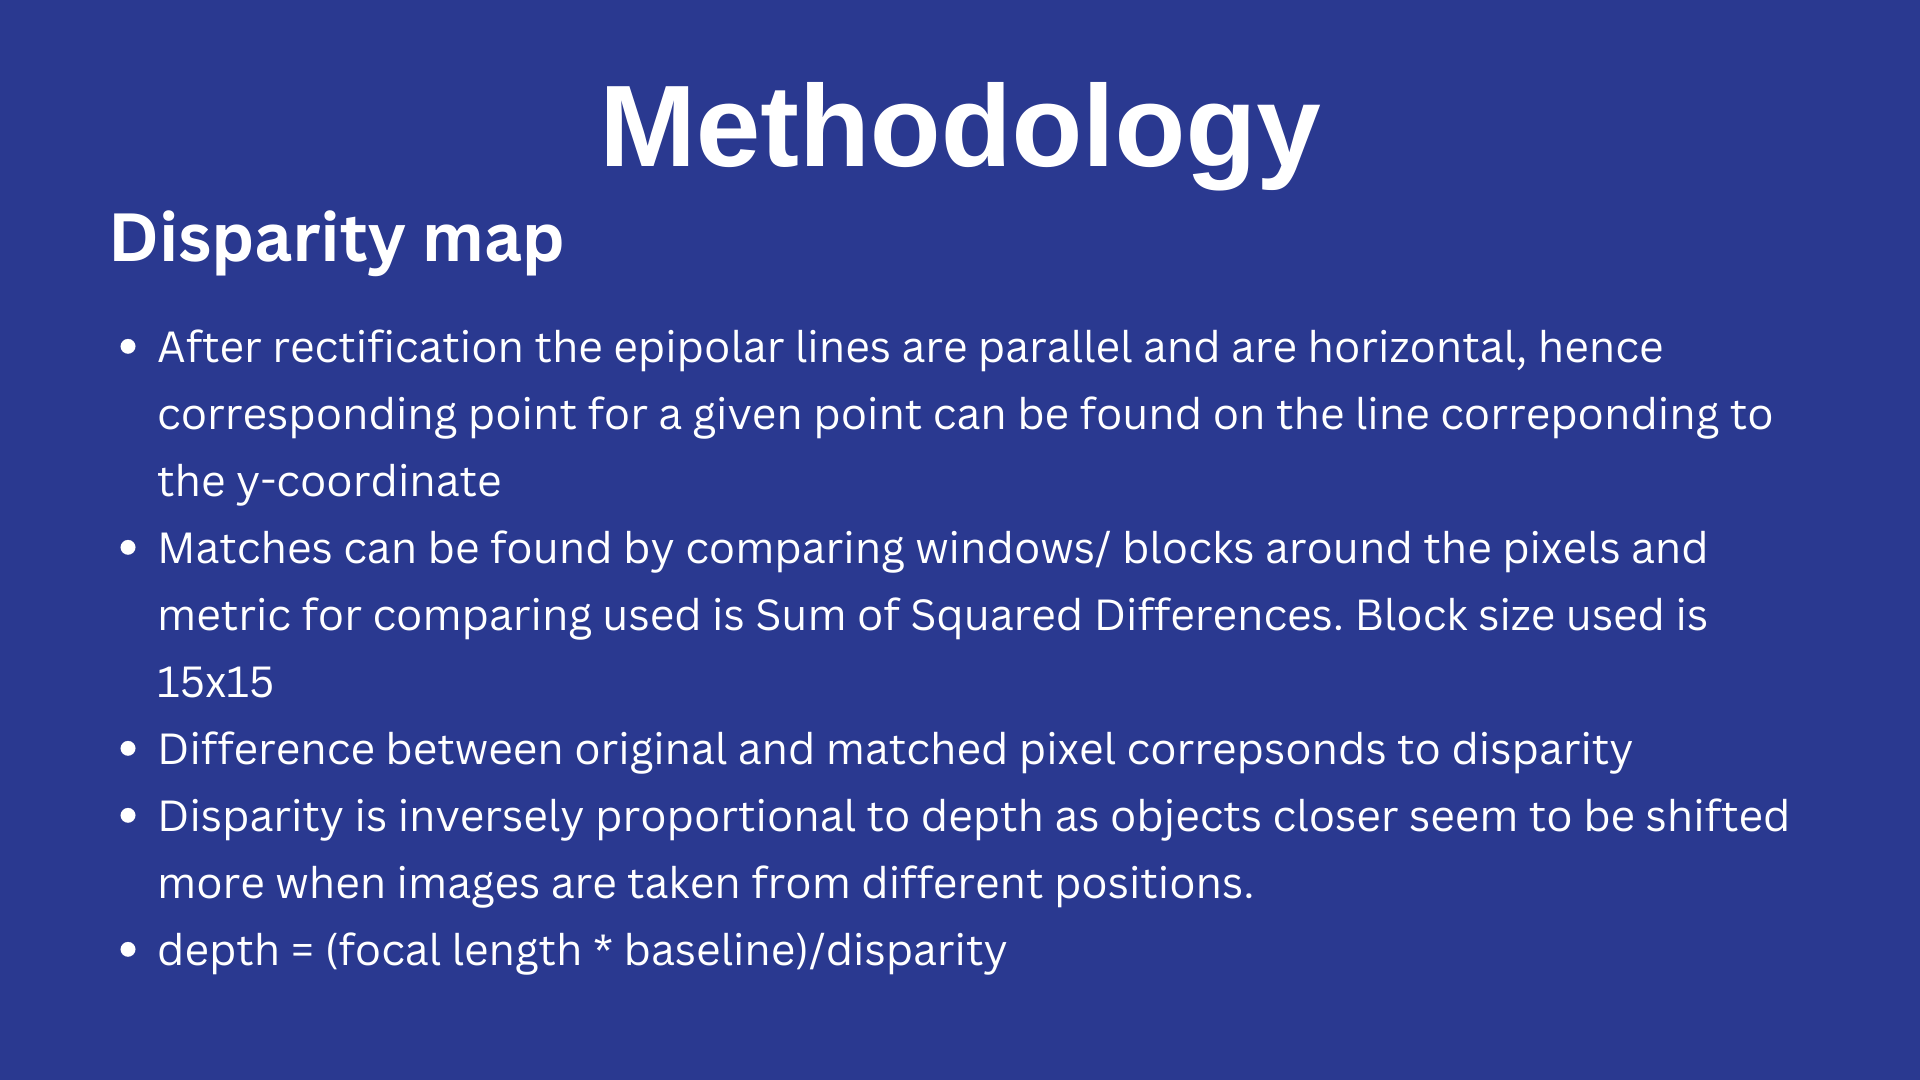 Methodology
Disparity map
• After rectification the epipolar lines are parallel and are horizontal, hence
corresponding point for a given point can be found on the line correponding to
the y-coordinate
• Matches can be found by comparing windows/ blocks around the pixels and
metric for comparing used is Sum of Squared Differences. Block size used is
15x15
• Difference between original and matched pixel correpsonds to disparity
• Disparity is inversely proportional to depth as objects closer seem to be shifted
more when images are taken from different positions.
• depth = (focal length * baseline)/disparity